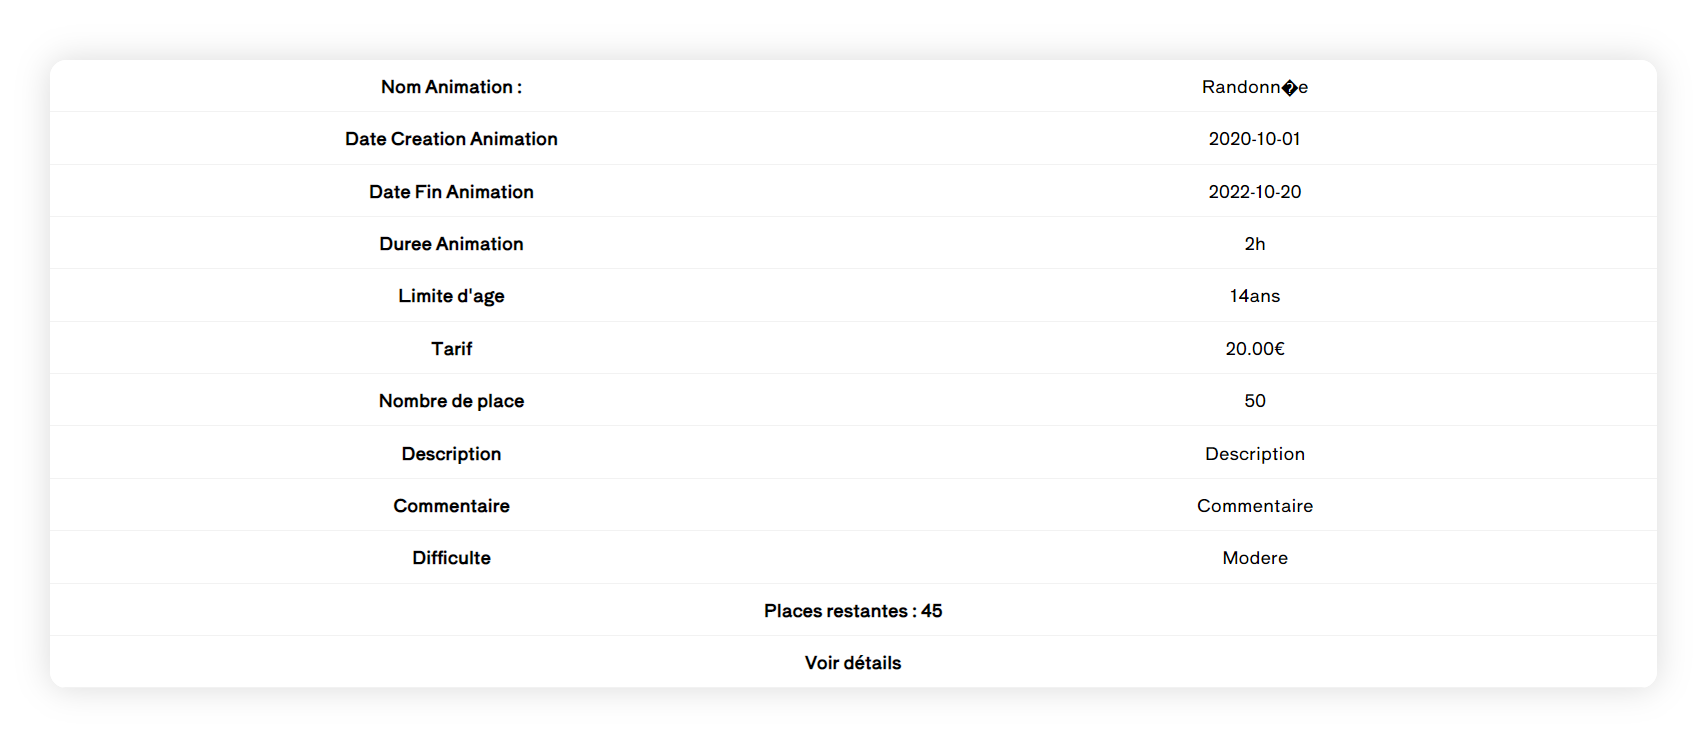 Nom Animation : Randonn�e
Date Creation Animation 2020-10-01
Date Fin Animation 2022-10-20
Duree Animation 2h
Limite d'age 14ans
Tarif 20.00€
Nombre de place 50
Description Description
Commentaire Commentaire
Difficulte Modere
Places restantes : 45
Voir détails